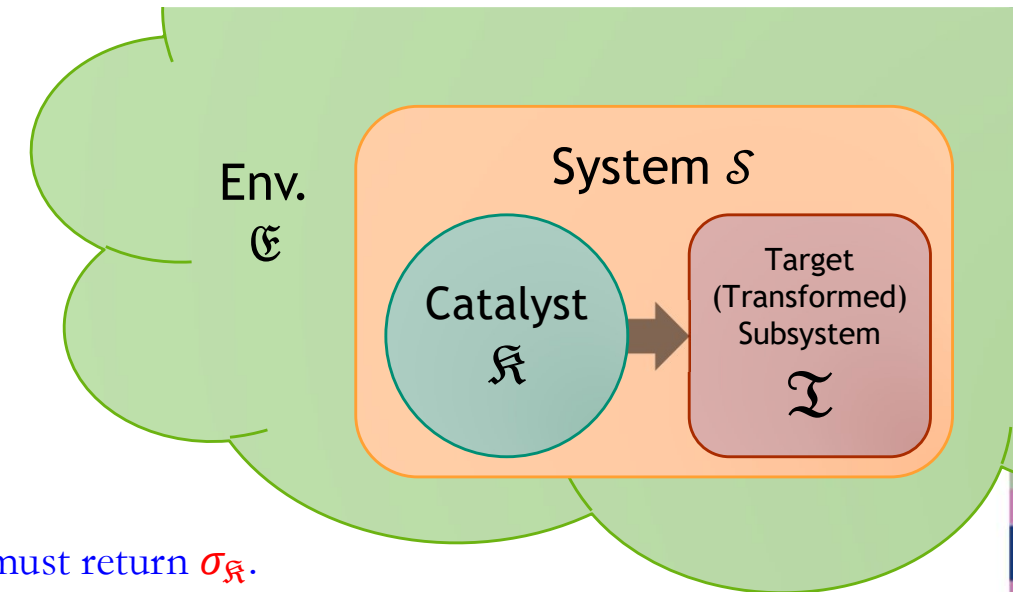 System 𝒮
Env.
𝔈
Target
(Transformed)
Subsystem
𝔗
Catalyst
𝔎
must return σ𝔎.